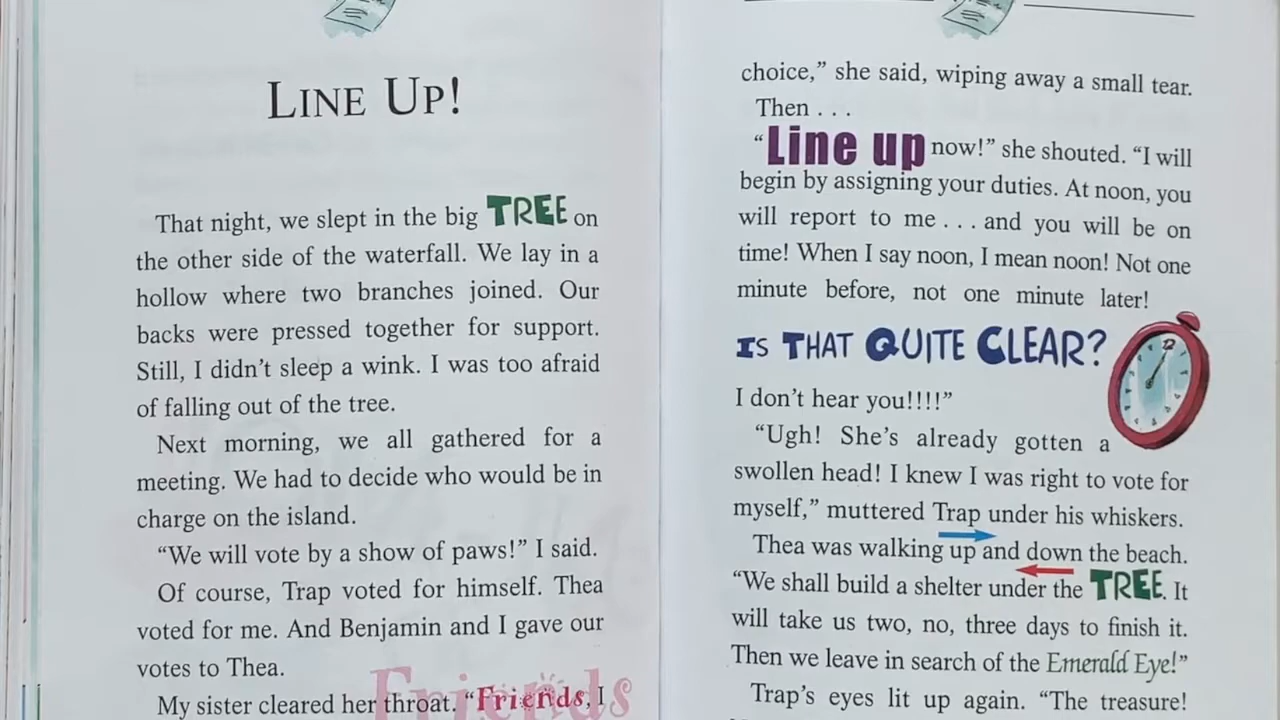 LINE UP!
That night, we slept in the big TREE on
the other side of the waterfall. We lay in a
hollow where two branches joined. Our
backs were pressed together for support.
Still, I didn't sleep a wink. I was too afraid
of falling out of the tree.
Next morning, we all gathered for a
meeting. We had to decide who would be in
charge on the island.
“We will vote by a show of paws!” I said.
Of course, Trap voted for himself. Thea
voted for me. And Benjamin and I gave our
votes to Thea.
My sister cleared her throat. “Friends, I
Friends
choice,” she said, wiping away a small tear.
Then . . .
“Line up now!” she shouted. “I will
begin by assigning your duties. At noon, you
will report to me . . . and you will be on
time! When I say noon, I mean noon! Not one
minute before, not one minute later!
IS THAT QUITE CLEAR?
12
I don't hear you!!!!”
“Ugh! She's already gotten a
swollen head! I knew I was right to vote for
myself,” muttered Trap under his whiskers.
Thea was walking up and down the beach.
“We shall build a shelter under the TREE. It
will take us two, no, three days to finish it.
Then we leave in search of the Emerald Eye!”
Trap's eyes lit up again. “The treasure!